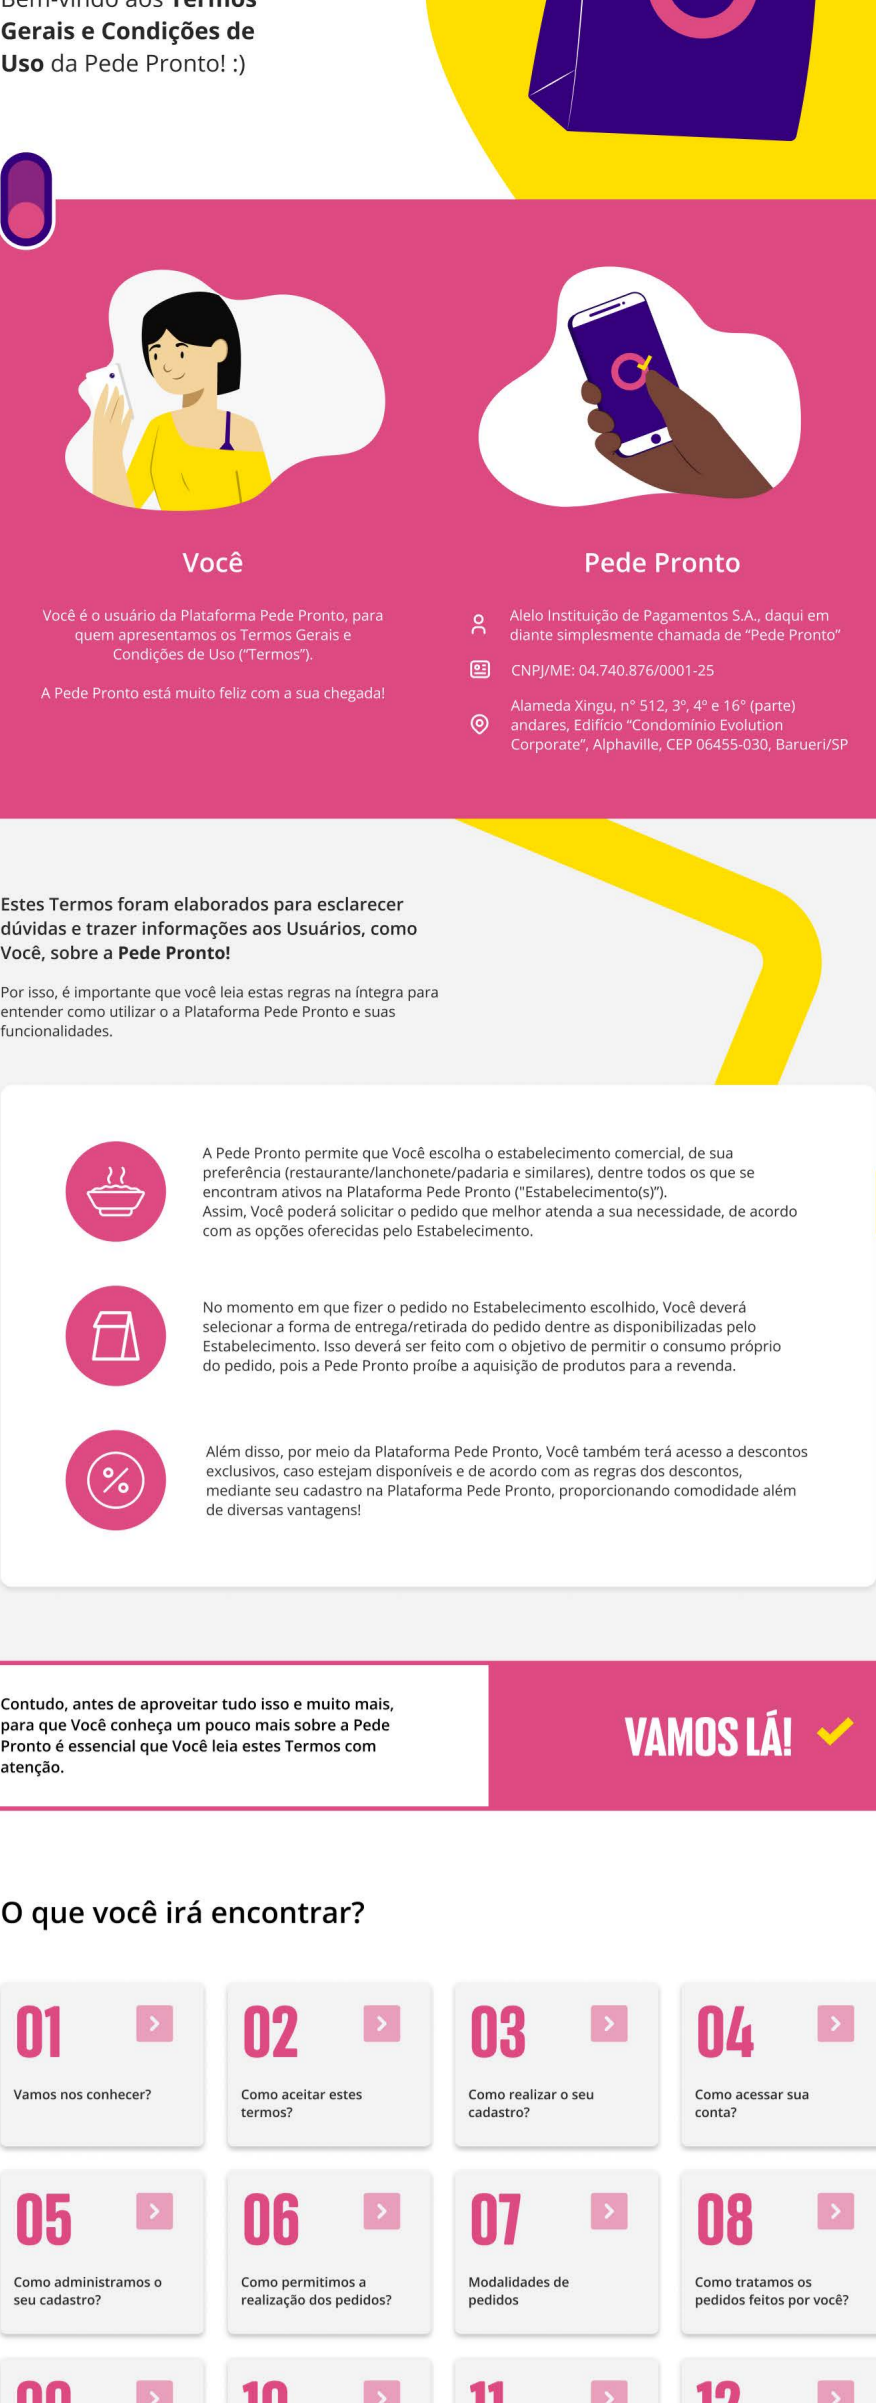 Bem-vindo aos Termos
Gerais e Condições de
Uso da Pede Pronto! :)
Você
Você é o usuário da Plataforma Pede Pronto, para
quem apresentamos os Termos Gerais e
Condições de Uso (“Termos”).
A Pede Pronto está muito feliz com a sua chegada!
Pede Pronto
Alelo Instituição de Pagamentos S.A., daqui em
diante simplesmente chamada de “Pede Pronto”
CNPJ/ME: 04.740.876/0001-25
Alameda Xingu, n° 512, 3º, 4º e 16° (parte)
andares, Edifício “Condomínio Evolution
Corporate”, Alphaville, CEP 06455-030, Barueri/SP
Estes Termos foram elaborados para esclarecer
dúvidas e trazer informações aos Usuários, como
Você, sobre a Pede Pronto!
Por isso, é importante que você leia estas regras na íntegra para
entender como utilizar o a Plataforma Pede Pronto e suas
funcionalidades.
A Pede Pronto permite que Você escolha o estabelecimento comercial, de sua
preferência (restaurante/lanchonete/padaria e similares), dentre todos os que se
encontram ativos na Plataforma Pede Pronto ("Estabelecimento(s)”).
Assim, Você poderá solicitar o pedido que melhor atenda a sua necessidade, de acordo
com as opções oferecidas pelo Estabelecimento.
No momento em que fizer o pedido no Estabelecimento escolhido, Você deverá
selecionar a forma de entrega/retirada do pedido dentre as disponibilizadas pelo
Estabelecimento. Isso deverá ser feito com o objetivo de permitir o consumo próprio
do pedido, pois a Pede Pronto proíbe a aquisição de produtos para a revenda.
%
Além disso, por meio da Plataforma Pede Pronto, Você também terá acesso a descontos
exclusivos, caso estejam disponíveis e de acordo com as regras dos descontos,
mediante seu cadastro na Plataforma Pede Pronto, proporcionando comodidade além
de diversas vantagens!
Contudo, antes de aproveitar tudo isso e muito mais,
para que Você conheça um pouco mais sobre a Pede
Pronto é essencial que Você leia estes Termos com
atenção.
VAMOS LÁ!
O que você irá encontrar?
01
Vamos nos conhecer?
02
Como aceitar estes
termos?
03
Como realizar o seu
cadastro?
04
Como acessar sua
conta?
05
Como administramos o
seu cadastro?
06
Como permitimos a
realização dos pedidos?
07
Modalidades de
pedidos
08
Como tratamos os
pedidos feitos por você?
09
10
11
12